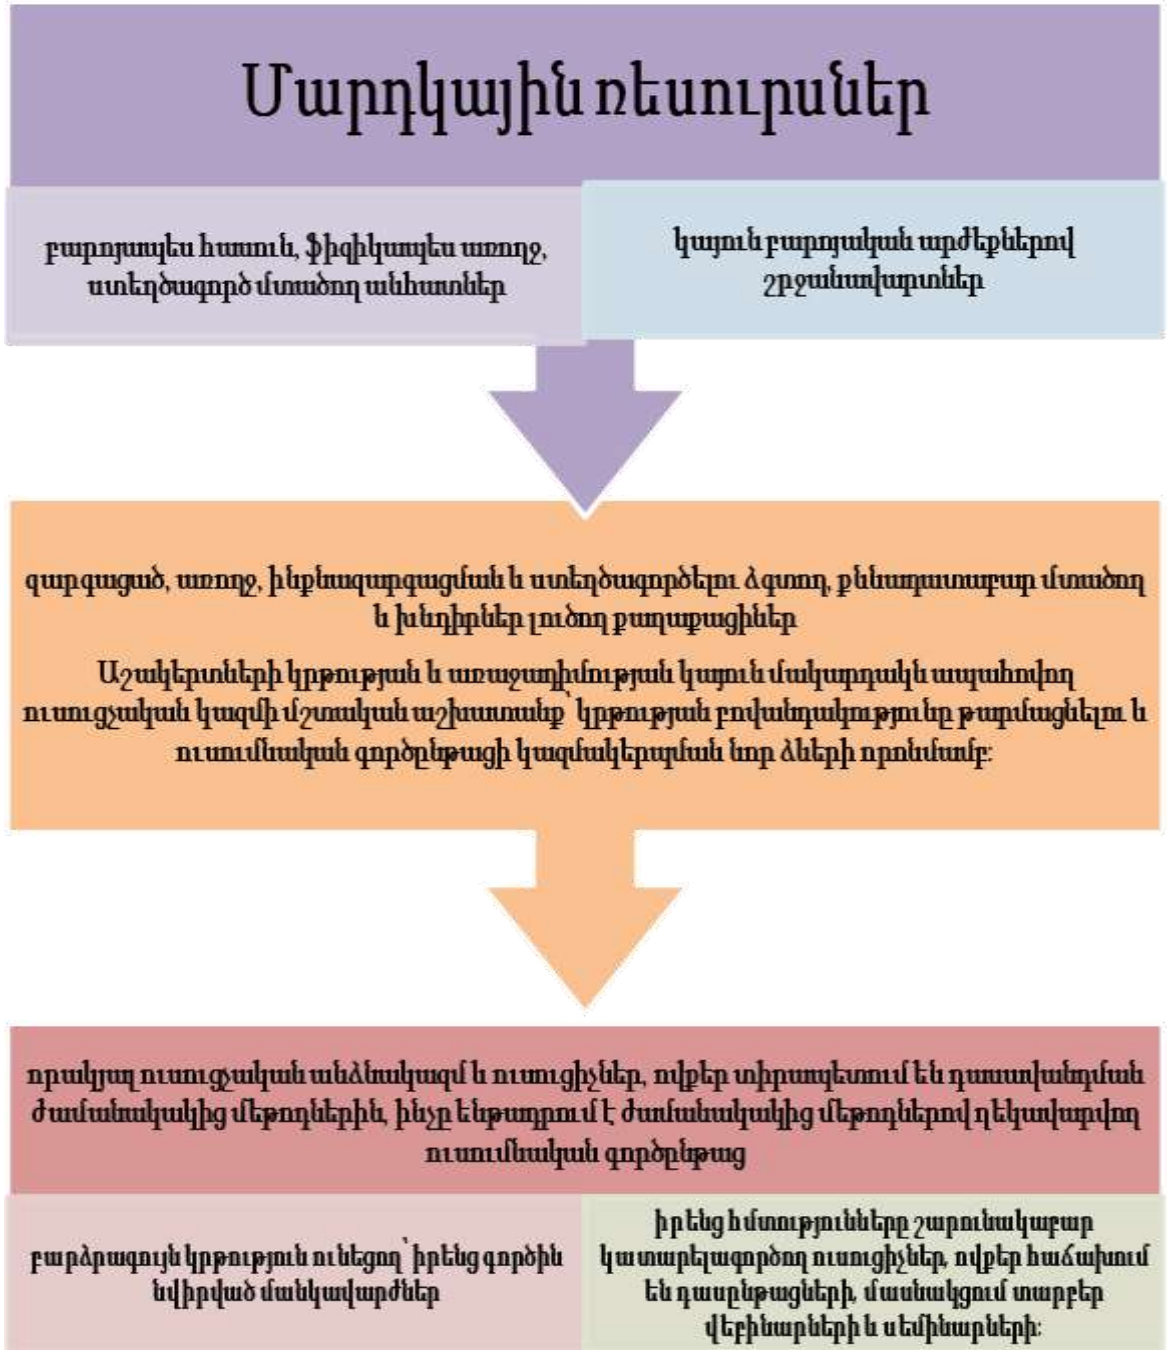 Մարդկային ռեսուրսներ
բարոյապես հասուն, ֆիզիկապես առողջ,
ստեղծագործ մտածող անհատներ
կայուն բարոյական արժեքներով
շրջանավարտներ
զարգացած, առողջ, ինքնազարգացման և ստեղծագործելու ձգտող, քննադատաբար մտածող
և խնդիրներ լուծող քաղաքացիներ
Աշակերտների կրթության և առաջադիմության կայուն մակարդակն ապահովող
ուսուցչական կազմի մշտական աշխատանք՝ կրթության բովանդակությունը թարմացնելու և
ուսումնական գործընթացի կազմակերպման նոր ձևերի որոնմամբ:
որակյալ ուսուցչական անձնակազմ և ուսուցիչներ, ովքեր տիրապետում են դասավանդման
ժամանակակից մեթոդներին, ինչը ենթադրում է ժամանակակից մեթոդներով ղեկավարվող
ուսումնական գործընթաց
բարձրագույն կրթություն ունեցող՝ իրենց գործին
նվիրված մանկավարժներ
իրենց հմտությունները շարունակաբար
կատարելագործող ուսուցիչներ, ովքեր հաճախում
են դասընթացների, մասնակցում տարբեր
վեբինարների և սեմինարների: